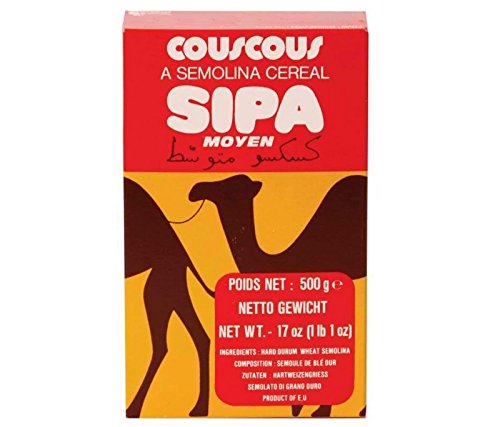 COUSCOUS
A SEMOLINA CEREAL
SIPA
MOYEN
كسكسو متوسط
POIDS NET : 500 g ℮
NETTO GEWICHT
NET WT. - 17 oz (1 lb 1 oz)
INGREDIENTS : HARD DURUM WHEAT SEMOLINA
COMPOSITION : SEMOULE DE BLÉ DUR
ZUTATEN : HARTWEIZENGRIESS
SEMOLATO DI GRANO DURO
PRODUCT OF E.U